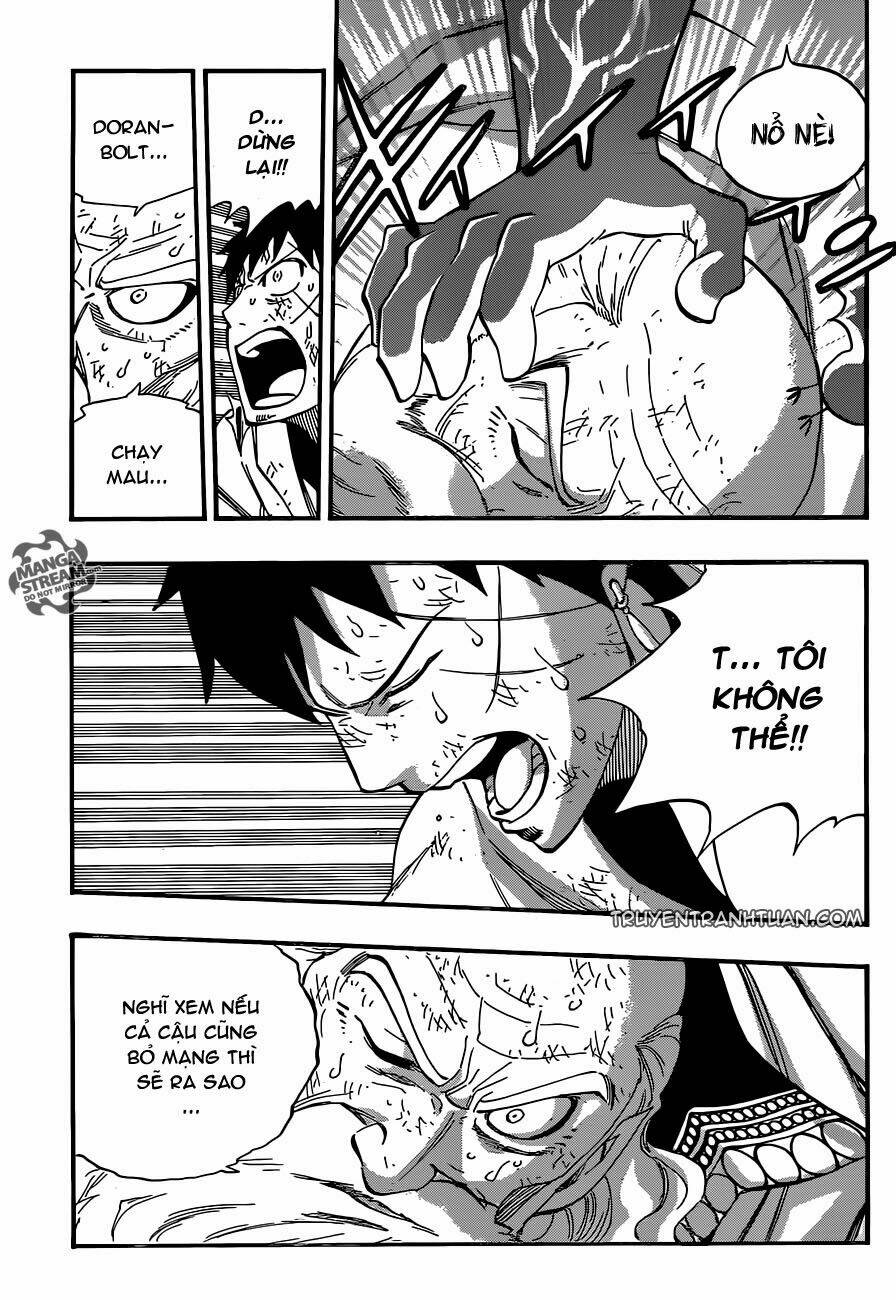 NỔ NÈ!
D...
DỪNG
LẠI!!
DORAN-
BOLT...
CHẠY
MAU...
MANGA
STREAM.com
DO NOT MIRROR
T... TÔI
KHÔNG
THỂ!!
TRUYENTRANHTUAN.COM
NGHĨ XEM NẾU
CẢ CẬU CŨNG
BỎ MẠNG THÌ
SẼ RA SAO
...